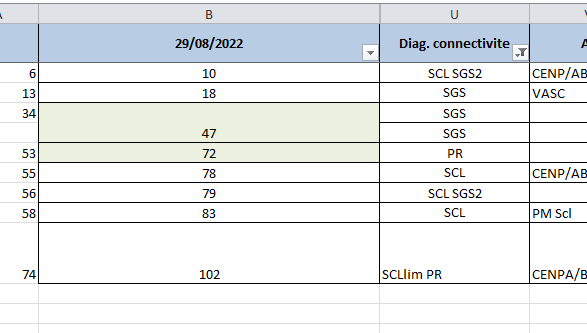 A B U
29/08/2022 Diag. connectivite A
6 10 SCL SGS2 CENP/AB
13 18 SGS VASC
34 SGS
47 SGS
53 72 PR
55 78 SCL CENP/AB
56 79 SCL SGS2
58 83 SCL PM Scl
74 102 SCLlim PR CENPA/B